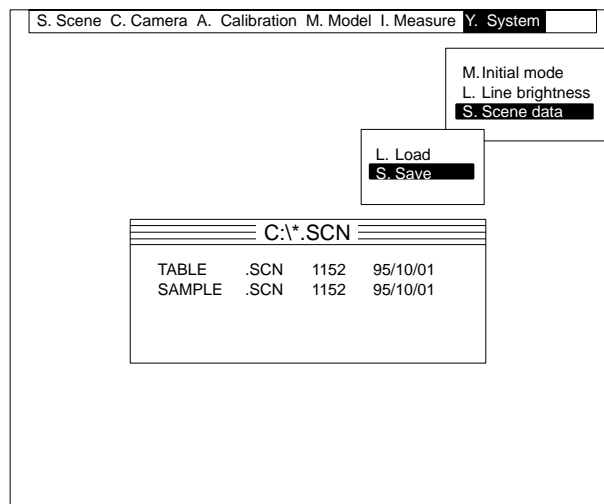 S. Scene C. Camera A. Calibration M. Model I. Measure Y. System
M. Initial mode
L. Line brightness
S. Scene data
L. Load
S. Save
C:\*.SCN
TABLE .SCN 1152 95/10/01
SAMPLE .SCN 1152 95/10/01